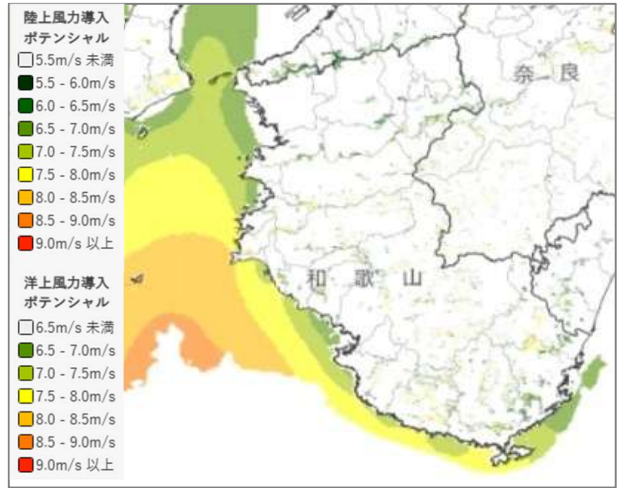 陸上風力導入
ポテンシャル
5.5m/s 未満
5.5 - 6.0m/s
6.0 - 6.5m/s
6.5 - 7.0m/s
7.0 - 7.5m/s
7.5 - 8.0m/s
8.0 - 8.5m/s
8.5 - 9.0m/s
9.0m/s 以上
洋上風力導入
ポテンシャル
6.5m/s 未満
6.5 - 7.0m/s
7.0 - 7.5m/s
7.5 - 8.0m/s
8.0 - 8.5m/s
8.5 - 9.0m/s
9.0m/s 以上
奈良
和歌山